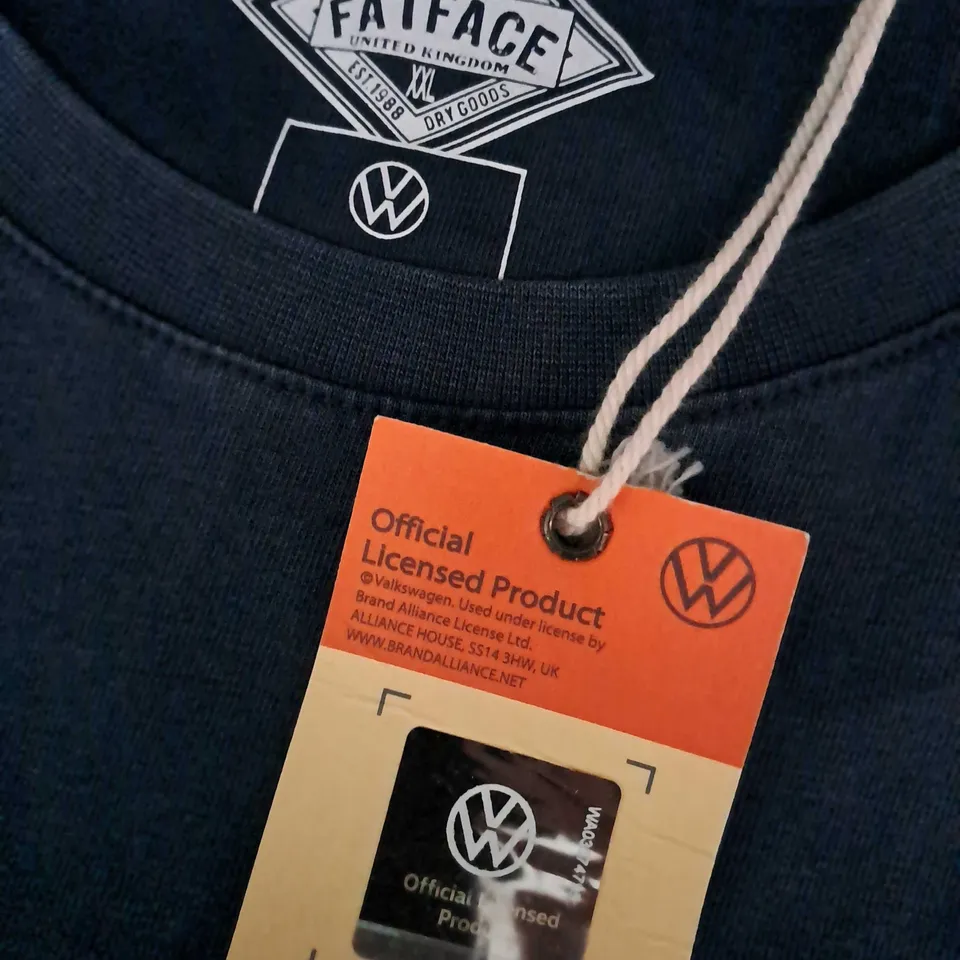 FATFACE
UNITED KINGDOM
XXL
EST.1988
DRY GOODS
Official
Licensed Product
©Valkswagen. Used under license by
Brand Alliance License Ltd.
ALLIANCE HOUSE, SS14 3HW, UK
WWW.BRANDALLIANCE.NET
Official